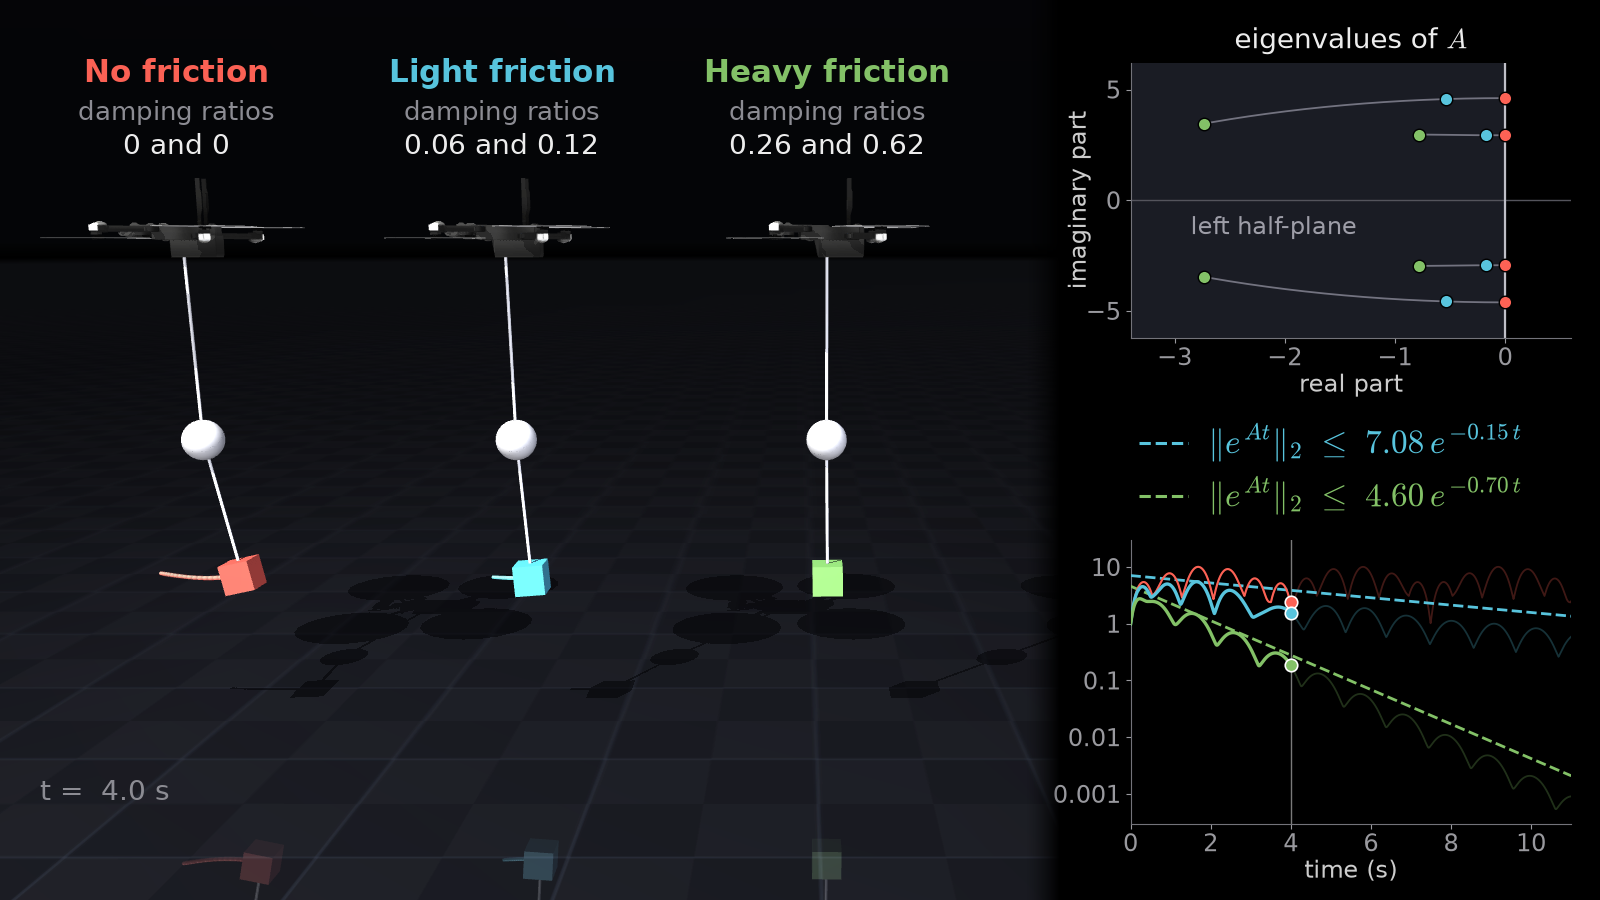 No friction
damping ratios
0 and 0
Light friction
damping ratios
0.06 and 0.12
Heavy friction
damping ratios
0.26 and 0.62
t = 4.0 s
eigenvalues of A
imaginary part
5
0
−5
left half-plane
−3 −2 −1 0
real part
‖e^{At}‖₂ ≤ 7.08 e^{−0.15 t}
‖e^{At}‖₂ ≤ 4.60 e^{−0.70 t}
10
1
0.1
0.01
0.001
0 2 4 6 8 10
time (s)